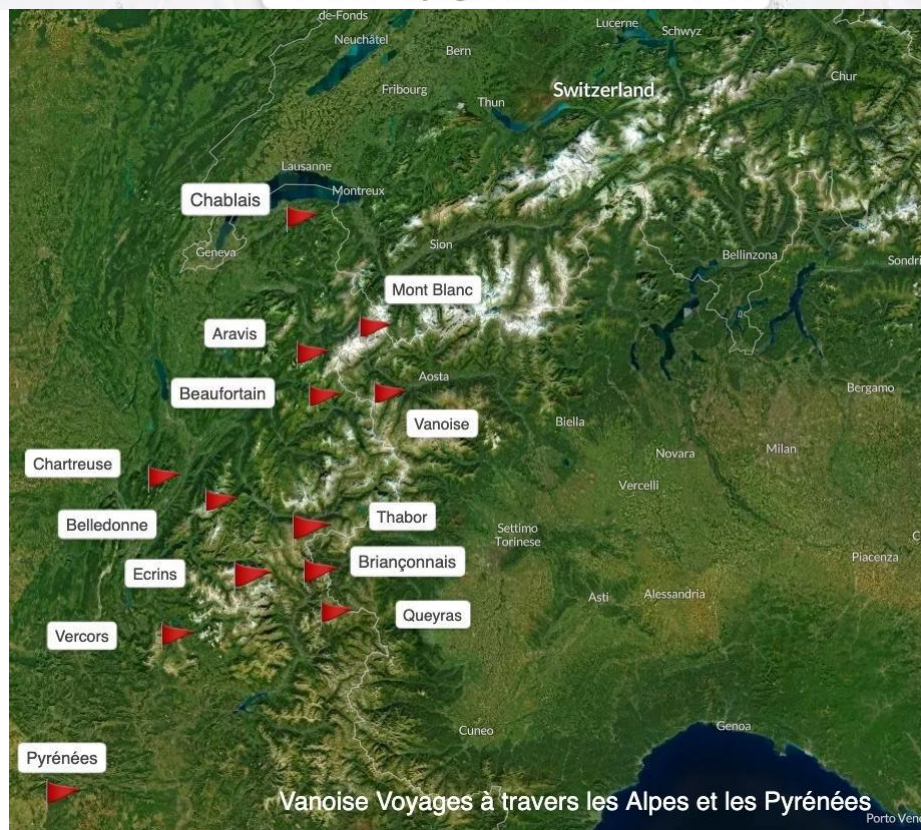 de-Fonds
Lucerne
Schwyz
Neuchâtel
Bern
Fribourg
Thun
Switzerland
Chur
Lausanne
Chablais
Montreux
Geneva
Sion
Bellinzona
Sondri
Mont Blanc
Aravis
Beaufortain
Aosta
Bergamo
Vanoise
Biella
Milan
Novara
Chartreuse
Vercelli
Belledonne
Thabor
Settimo
Torinese
Piacenza
Ecrins
Briançonnais
Asti
Alessandria
Queyras
Vercors
Cuneo
Genoa
Pyrénées
Vanoise Voyages à travers les Alpes et les Pyrénées
Porto Ven